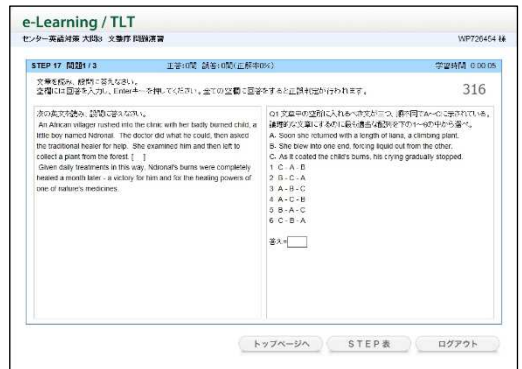 e-Learning / TLT
センター英語対策 大問3 文整序 問題演習
WP726454 様
STEP 17 問題1 / 3 正答:0問 誤答:0問(正解率0%) 学習時間 0:00:05
文章を読み、設問に答えなさい。
空欄には回答を入力し、Enterキーを押してください。全ての空欄に回答をすると正誤判定が行われます。
316
次の英文を読み、設問に答えなさい。
An African villager rushed into the clinic with her badly burned child, a
little boy named Ndronal. The doctor did what he could, then asked
the traditional healer for help. She examined him and then left to
collect a plant from the forest. [ ]
Given daily treatments in this way, Ndronal's burns were completely
healed a month later - a victory for him and for the healing powers of
one of nature's medicines.
Q1 文章中の空所に入れるべき文が三つ、順不同でA~Cに示されている。
論理的な文章にするのに最も適当な配列を下の1~6の中から選べ。
A. Soon she returned with a length of liana, a climbing plant.
B. She blew into one end, forcing liquid out from the other.
C. As it coated the child's burns, his crying gradually stopped.
1 C - A - B
2 B - C - A
3 A - B - C
4 A - C - B
5 B - A - C
6 C - B - A
答え=
トップページへ STEP表 ログアウト